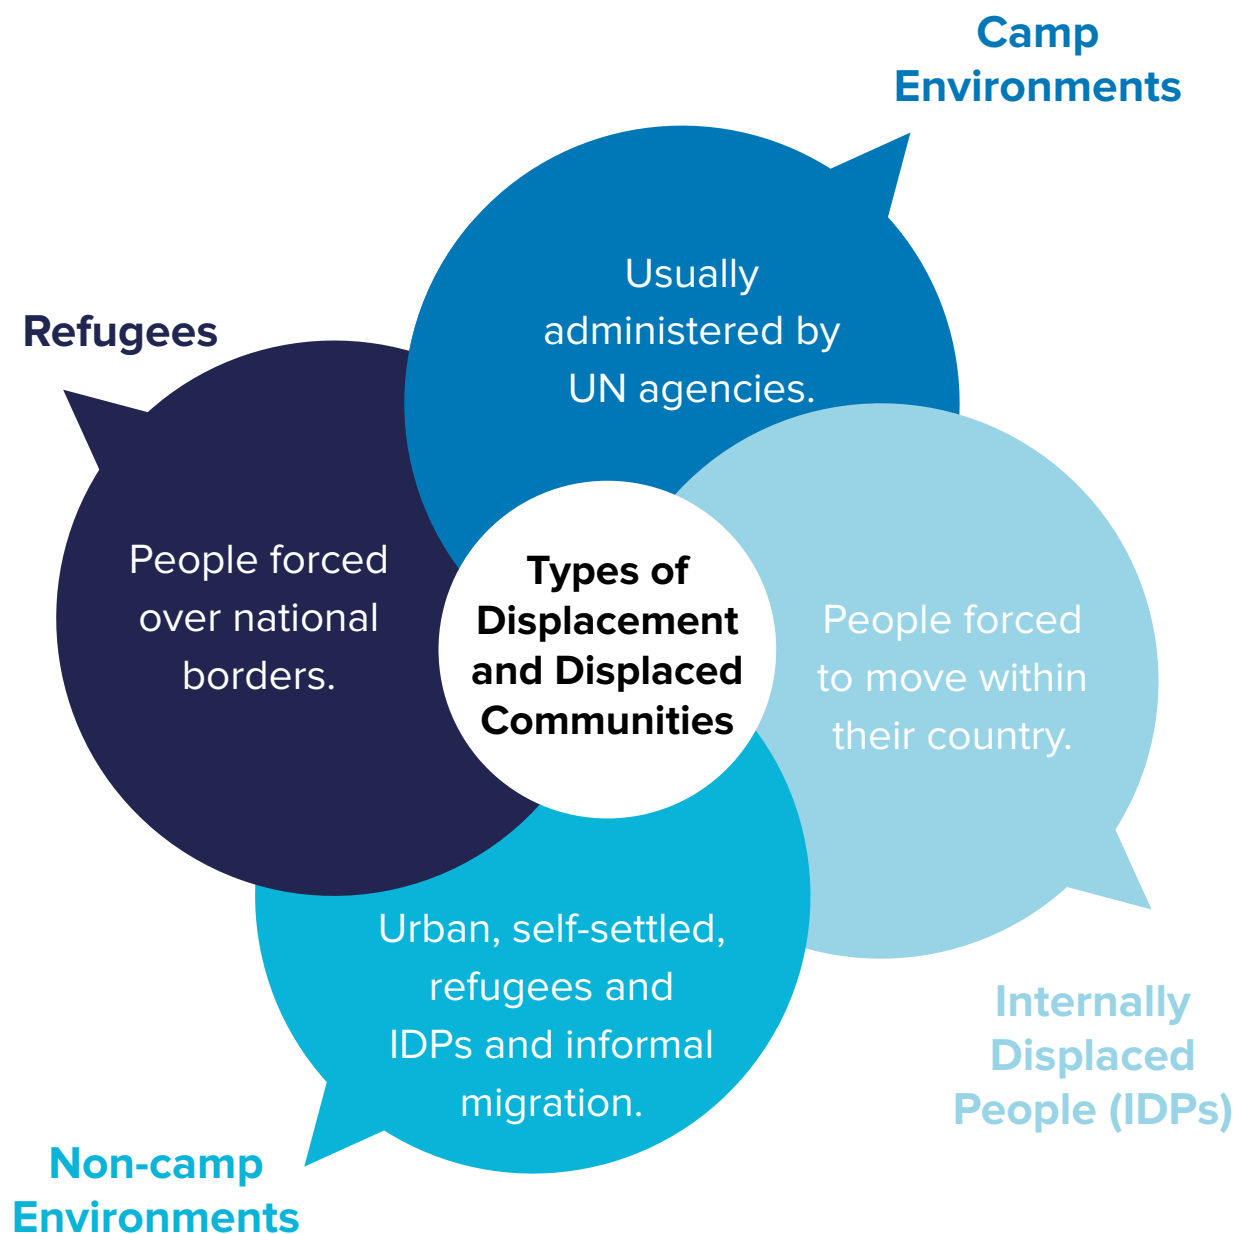 Camp
Environments
Usually
administered by
UN agencies.
Refugees
People forced
over national
borders.
Types of
Displacement
and Displaced
Communities
People forced
to move within
their country.
Internally
Displaced
People (IDPs)
Urban, self-settled,
refugees and
IDPs and informal
migration.
Non-camp
Environments